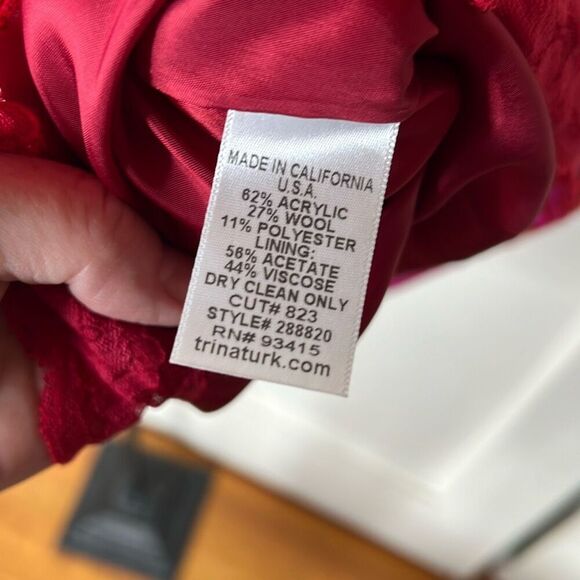 MADE IN CALIFORNIA
U.S.A.
62% ACRYLIC
27% WOOL
11% POLYESTER
LINING:
56% ACETATE
44% VISCOSE
DRY CLEAN ONLY
CUT# 823
STYLE# 288820
RN# 93415
trinaturk.com